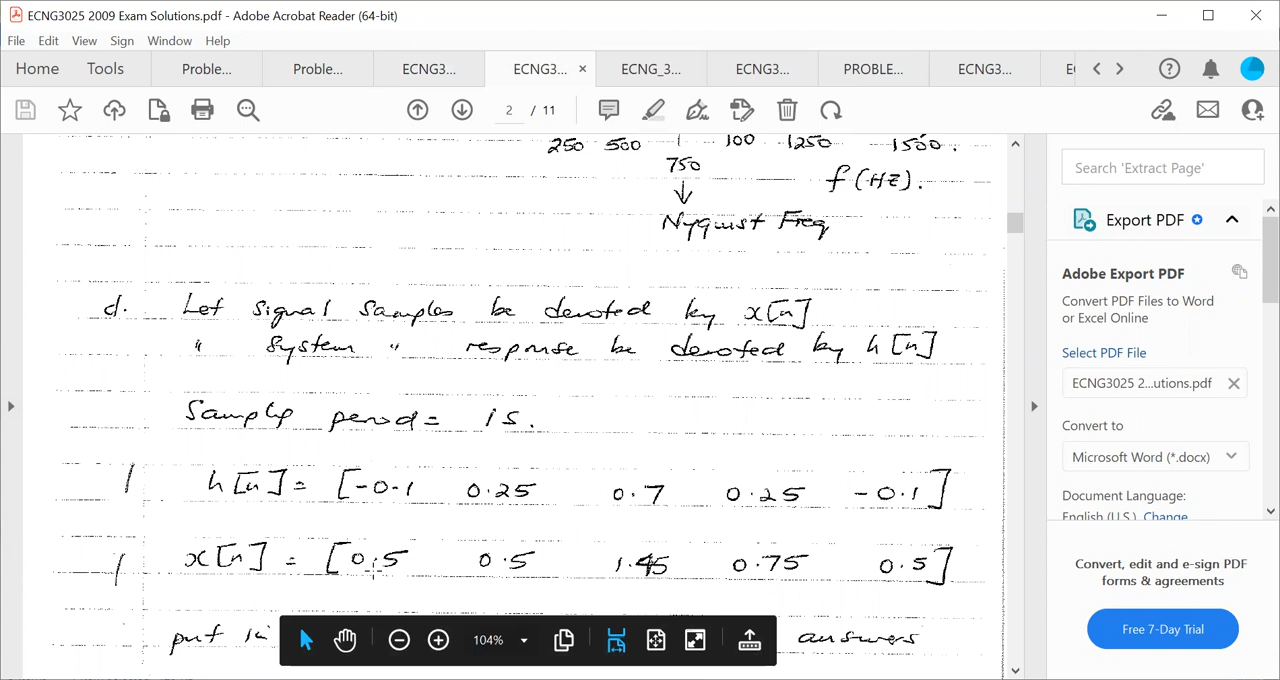 ECNG3025 2009 Exam Solutions.pdf - Adobe Acrobat Reader (64-bit)
File Edit View Sign Window Help
Home Tools Proble... Proble... ECNG3... ECNG3... × ECNG_3... ECNG3... PROBLE... ECNG3...
2 / 11
250 500 100 1250 1500.
750
f (HZ).
Nyquist Freq
d. Let signal samples be denoted by x[n]
" system " response be denoted by h[n]
Sample period = 1s.
h[n] = [-0.1 0.25 0.7 0.25 -0.1]
x[n] = [0.5 0.5 1.45 0.75 0.5]
put answers
104%
Search 'Extract Page'
Export PDF
Adobe Export PDF
Convert PDF Files to Word
or Excel Online
Select PDF File
ECNG3025 2...utions.pdf
Convert to
Microsoft Word (*.docx)
Document Language:
English (U.S.) Change
Convert, edit and e-sign PDF
forms & agreements
Free 7-Day Trial